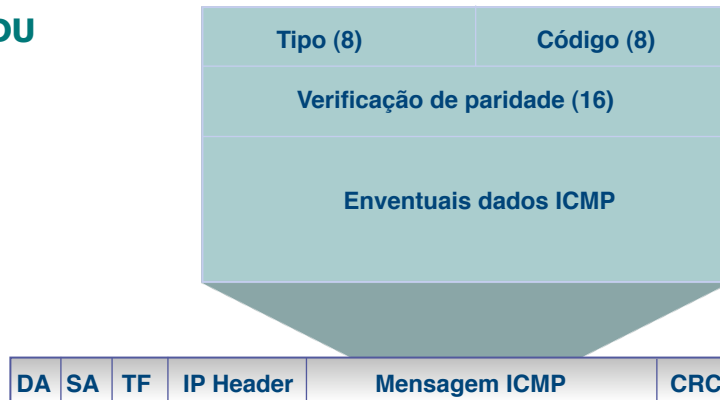 OU
Tipo (8) Código (8)
Verificação de paridade (16)
Enventuais dados ICMP
DA SA TF IP Header Mensagem ICMP CRC